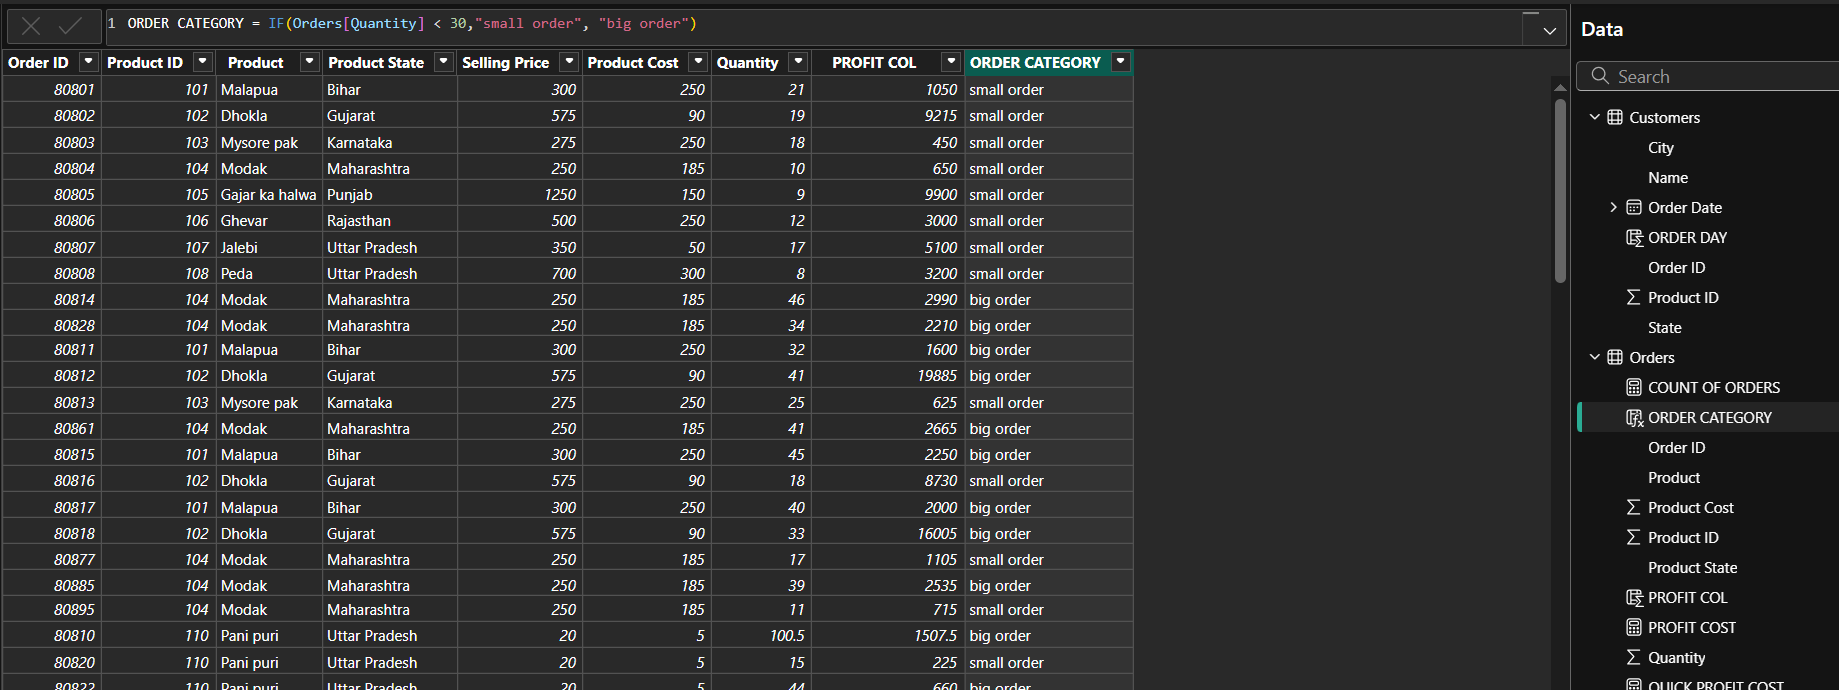 1 ORDER CATEGORY = IF(Orders[Quantity] < 30,"small order", "big order")
Order ID Product ID Product Product State Selling Price Product Cost Quantity PROFIT COL ORDER CATEGORY
80801 101 Malapua Bihar 300 250 21 1050 small order
80802 102 Dhokla Gujarat 575 90 19 9215 small order
80803 103 Mysore pak Karnataka 275 250 18 450 small order
80804 104 Modak Maharashtra 250 185 10 650 small order
80805 105 Gajar ka halwa Punjab 1250 150 9 9900 small order
80806 106 Ghevar Rajasthan 500 250 12 3000 small order
80807 107 Jalebi Uttar Pradesh 350 50 17 5100 small order
80808 108 Peda Uttar Pradesh 700 300 8 3200 small order
80814 104 Modak Maharashtra 250 185 46 2990 big order
80828 104 Modak Maharashtra 250 185 34 2210 big order
80811 101 Malapua Bihar 300 250 32 1600 big order
80812 102 Dhokla Gujarat 575 90 41 19885 big order
80813 103 Mysore pak Karnataka 275 250 25 625 small order
80861 104 Modak Maharashtra 250 185 41 2665 big order
80815 101 Malapua Bihar 300 250 45 2250 big order
80816 102 Dhokla Gujarat 575 90 18 8730 small order
80817 101 Malapua Bihar 300 250 40 2000 big order
80818 102 Dhokla Gujarat 575 90 33 16005 big order
80877 104 Modak Maharashtra 250 185 17 1105 small order
80885 104 Modak Maharashtra 250 185 39 2535 big order
80895 104 Modak Maharashtra 250 185 11 715 small order
80810 110 Pani puri Uttar Pradesh 20 5 100.5 1507.5 big order
80820 110 Pani puri Uttar Pradesh 20 5 15 225 small order
80822 110 Pani puri Uttar Pradesh 20 5 44 660 big order
Data
Search
Customers
City
Name
Order Date
ORDER DAY
Order ID
Product ID
State
Orders
COUNT OF ORDERS
ORDER CATEGORY
Order ID
Product
Product Cost
Product ID
Product State
PROFIT COL
PROFIT COST
Quantity
QUICK PROFIT COST